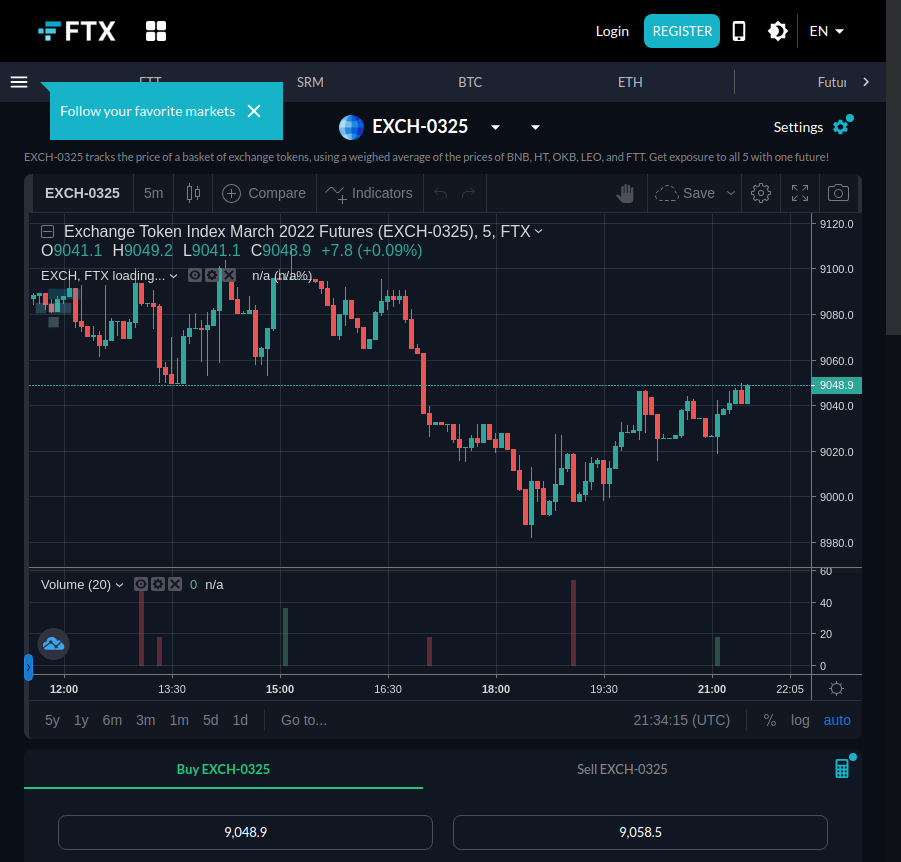 FTX
Login
REGISTER
EN
FTT
SRM
BTC
ETH
Futur
Follow your favorite markets
EXCH-0325
Settings
EXCH-0325 tracks the price of a basket of exchange tokens, using a weighed average of the prices of BNB, HT, OKB, LEO, and FTT. Get exposure to all 5 with one future!
EXCH-0325
5m
Compare
Indicators
Save
Exchange Token Index March 2022 Futures (EXCH-0325), 5, FTX
O9041.1 H9049.2 L9041.1 C9048.9 +7.8 (+0.09%)
EXCH, FTX loading...
n/a (n/a%)
9120.0
9100.0
9080.0
9060.0
9048.9
9040.0
9020.0
9000.0
8980.0
Volume (20)
0 n/a
60
40
20
0
12:00
13:30
15:00
16:30
18:00
19:30
21:00
22:05
5y
1y
6m
3m
1m
5d
1d
Go to...
21:34:15 (UTC)
%
log
auto
Buy EXCH-0325
Sell EXCH-0325
9,048.9
9,058.5